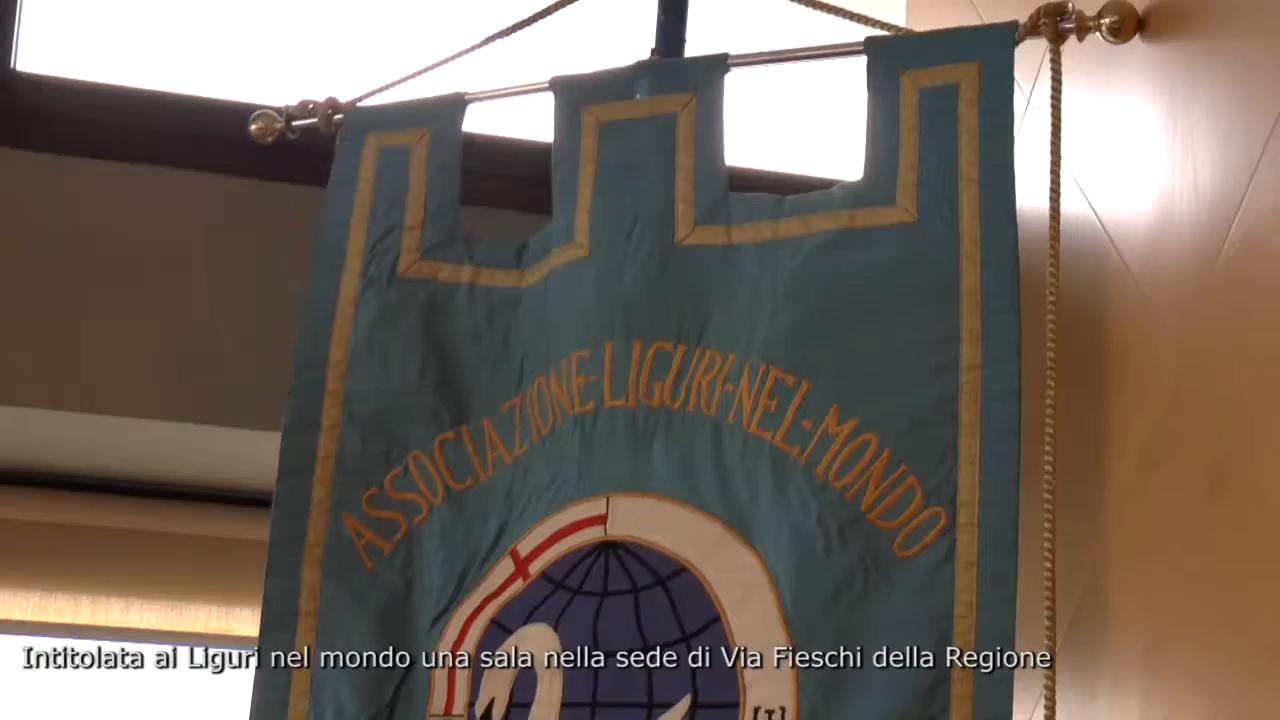 ASSOCIAZIONE·LIGURI·NEL·MONDO
[I]
Intitolata ai Liguri nel mondo una sala nella sede di Via Fieschi della Regione